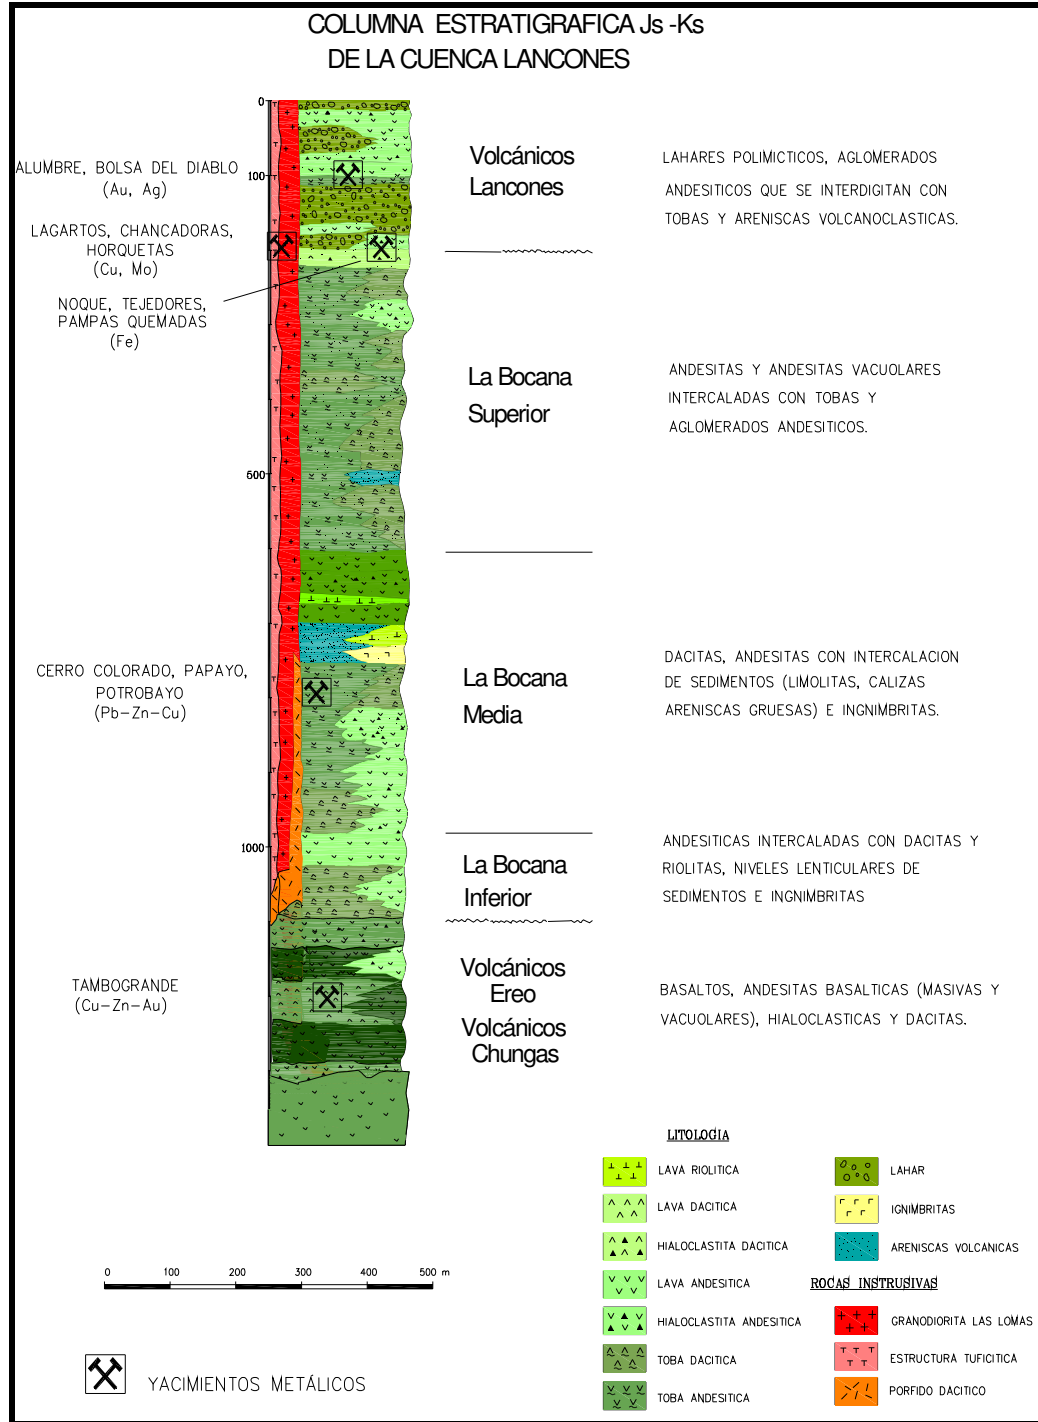 COLUMNA ESTRATIGRAFICA Js -Ks
DE LA CUENCA LANCONES
0
100
500
1000
ALUMBRE, BOLSA DEL DIABLO
(Au, Ag)
LAGARTOS, CHANCADORAS,
HORQUETAS
(Cu, Mo)
NOQUE, TEJEDORES,
PAMPAS QUEMADAS
(Fe)
CERRO COLORADO, PAPAYO,
POTROBAYO
(Pb-Zn-Cu)
TAMBOGRANDE
(Cu-Zn-Au)
Volcánicos
Lancones
La Bocana
Superior
La Bocana
Media
La Bocana
Inferior
Volcánicos
Ereo
Volcánicos
Chungas
LAHARES POLIMICTICOS, AGLOMERADOS
ANDESITICOS QUE SE INTERDIGITAN CON
TOBAS Y ARENISCAS VOLCANOCLASTICAS.
ANDESITAS Y ANDESITAS VACUOLARES
INTERCALADAS CON TOBAS Y
AGLOMERADOS ANDESITICOS.
DACITAS, ANDESITAS CON INTERCALACION
DE SEDIMENTOS (LIMOLITAS, CALIZAS
ARENISCAS GRUESAS) E INGNIMBRITAS.
ANDESITICAS INTERCALADAS CON DACITAS Y
RIOLITAS, NIVELES LENTICULARES DE
SEDIMENTOS E INGNIMBRITAS
BASALTOS, ANDESITAS BASALTICAS (MASIVAS Y
VACUOLARES), HIALOCLASTICAS Y DACITAS.
LITOLOGIA
LAVA RIOLITICA
LAVA DACITICA
HIALOCLASTITA DACITICA
LAVA ANDESITICA
HIALOCLASTITA ANDESITICA
TOBA DACITICA
TOBA ANDESITICA
LAHAR
IGNIMBRITAS
ARENISCAS VOLCANICAS
ROCAS INSTRUSIVAS
GRANODIORITA LAS LOMAS
ESTRUCTURA TUFICITICA
PORFIDO DACITICO
0 100 200 300 400 500 m
YACIMIENTOS METÁLICOS